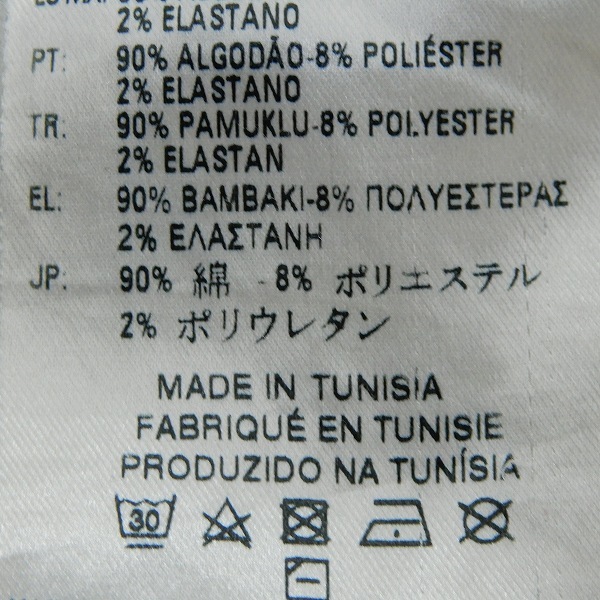 2% ELASTANO
PT: 90% ALGODÃO-8% POLIÉSTER
2% ELASTANO
TR: 90% PAMUKLU-8% POLYESTER
2% ELASTAN
EL: 90% ΒΑΜΒΑΚΙ-8% ΠΟΛΥΕΣΤΕΡΑΣ
2% ΕΛΑΣΤΑΝΗ
JP: 90% 綿 -8% ポリエステル
2% ポリウレタン
MADE IN TUNISIA
FABRIQUÉ EN TUNISIE
PRODUZIDO NA TUNÍSIA
30